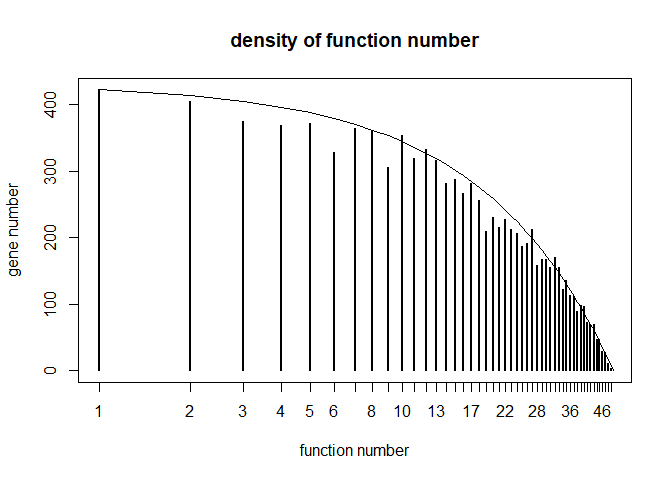 density of function number
gene number
400
300
200
100
0
1 2 3 4 5 6 8 10 13 17 22 28 36 46
function number